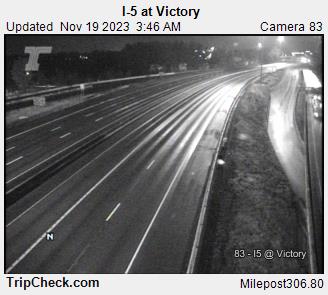 I-5 at Victory
Updated Nov 19 2023 3:46 AM Camera 83
T
N
83 - I5 @ Victory
TripCheck.com Milepost306.80